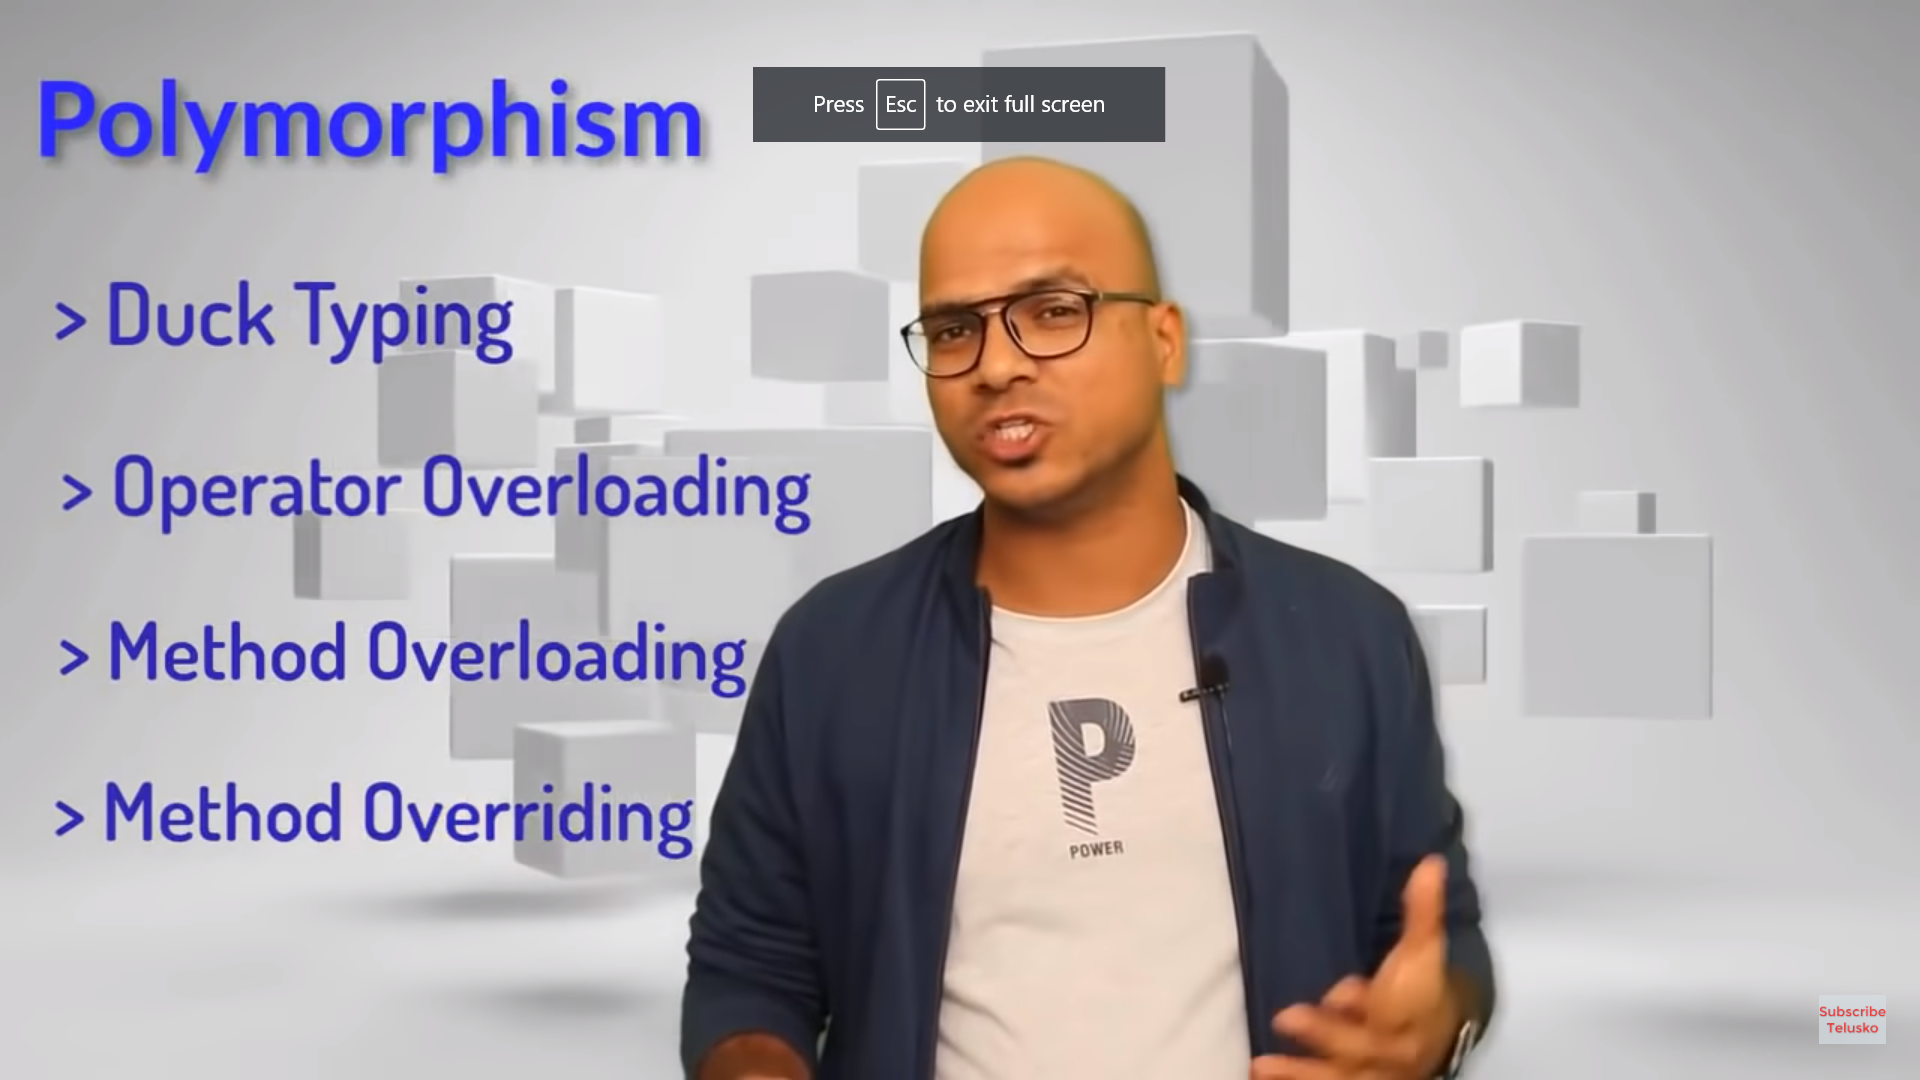 Polymorphism
Press Esc to exit full screen
> Duck Typing
> Operator Overloading
> Method Overloading
> Method Overriding
P
POWER
Subscribe
Telusko